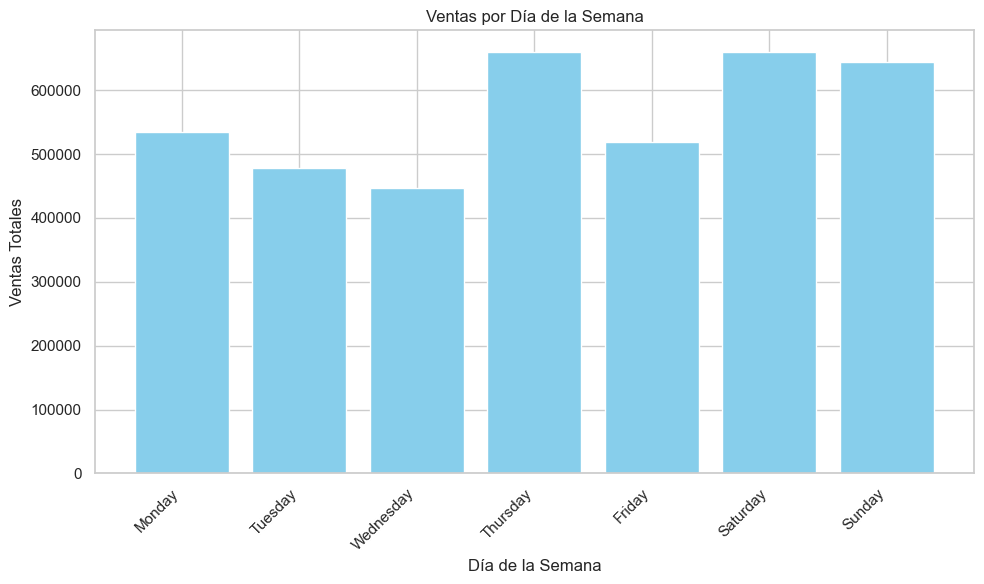 Ventas por Día de la Semana
Ventas Totales
600000
500000
400000
300000
200000
100000
0
Monday
Tuesday
Wednesday
Thursday
Friday
Saturday
Sunday
Día de la Semana